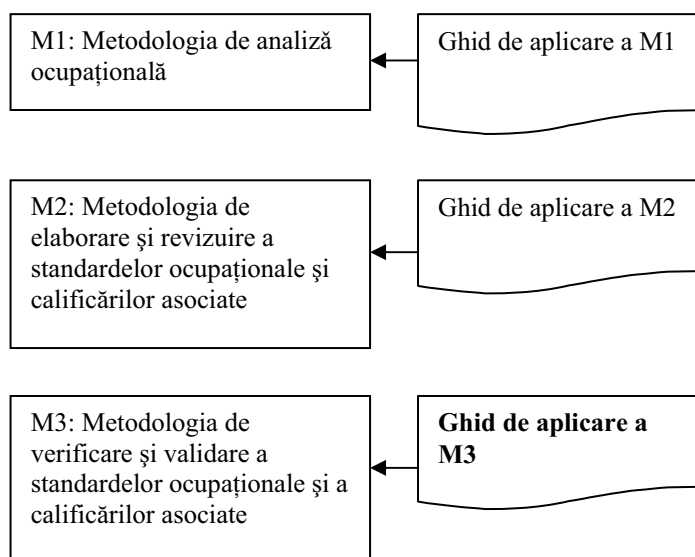 M1: Metodologia de analiză
ocupațională
Ghid de aplicare a M1
M2: Metodologia de
elaborare şi revizuire a
standardelor ocupaționale şi
calificărilor asociate
Ghid de aplicare a M2
M3: Metodologia de
verificare şi validare a
standardelor ocupaționale şi a
calificărilor asociate
Ghid de aplicare a
M3